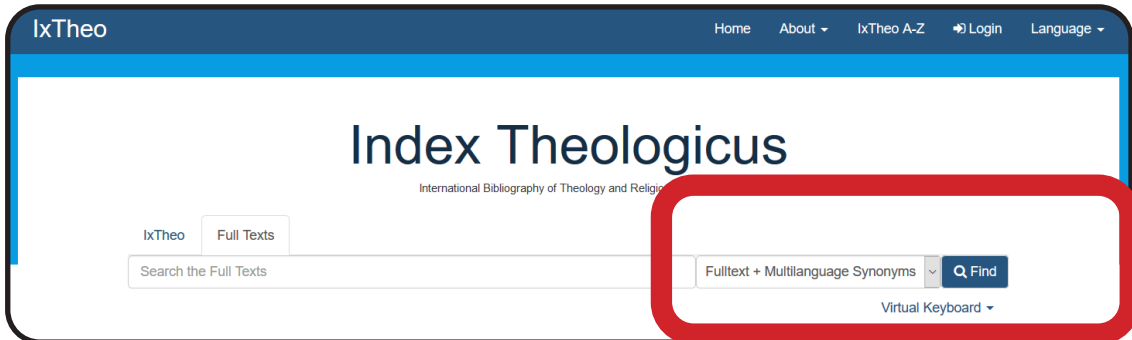 IxTheo Home About IxTheo A-Z Login Language
Index Theologicus
International Bibliography of Theology and
IxTheo Full Texts
Search the Full Texts Fulltext + Multilanguage Synonyms Find
Virtual Keyboard